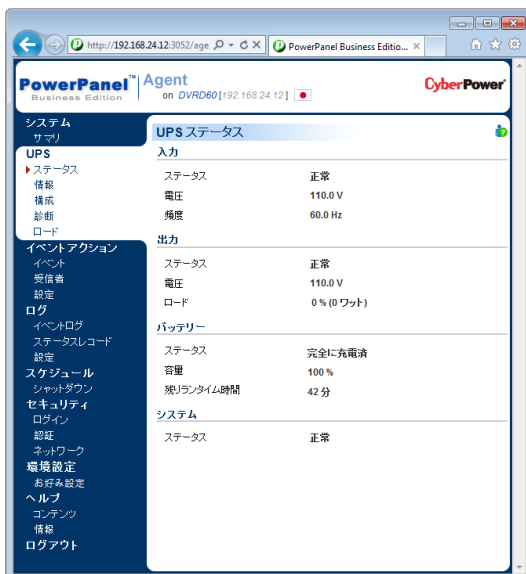 http://192.168.24.12:3052/age
PowerPanel Business Editio...
PowerPanel™
Business Edition
Agent
on DVRD60[192.168.24.12]
CyberPower
システム
サマリ
UPS
ステータス
情報
構成
診断
ロード
イベントアクション
イベント
受信者
設定
ログ
イベントログ
ステータスレコード
設定
スケジュール
シャットダウン
セキュリティ
ログイン
認証
ネットワーク
環境設定
お好み設定
ヘルプ
コンテンツ
情報
ログアウト
UPS ステータス
入力
ステータス 正常
電圧 110.0 V
頻度 60.0 Hz
出力
ステータス 正常
電圧 110.0 V
ロード 0 % (0 ワット)
バッテリー
ステータス 完全に充電済
容量 100 %
残りランタイム時間 42 分
システム
ステータス 正常